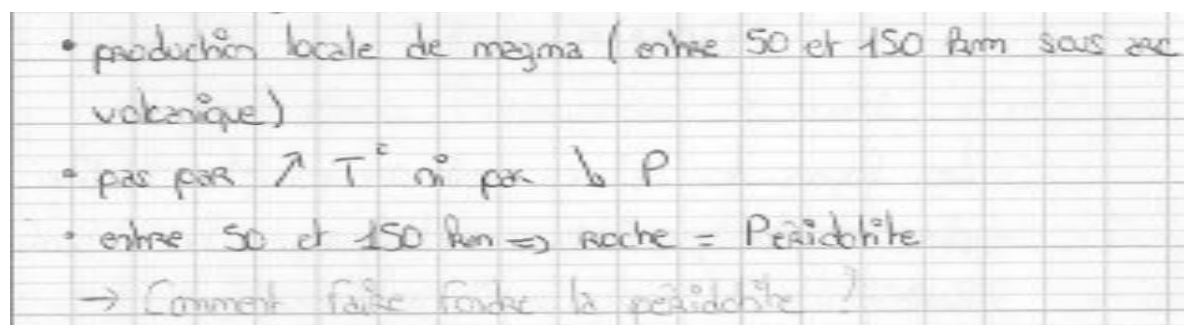 • production locale de magma (entre 50 et 150 km sous arc
volcanique)
• pas par ↗ T° ni par ↘ P
• entre 50 et 150 km => roche = Péridotite
→ Comment faire fondre la péridotite ?